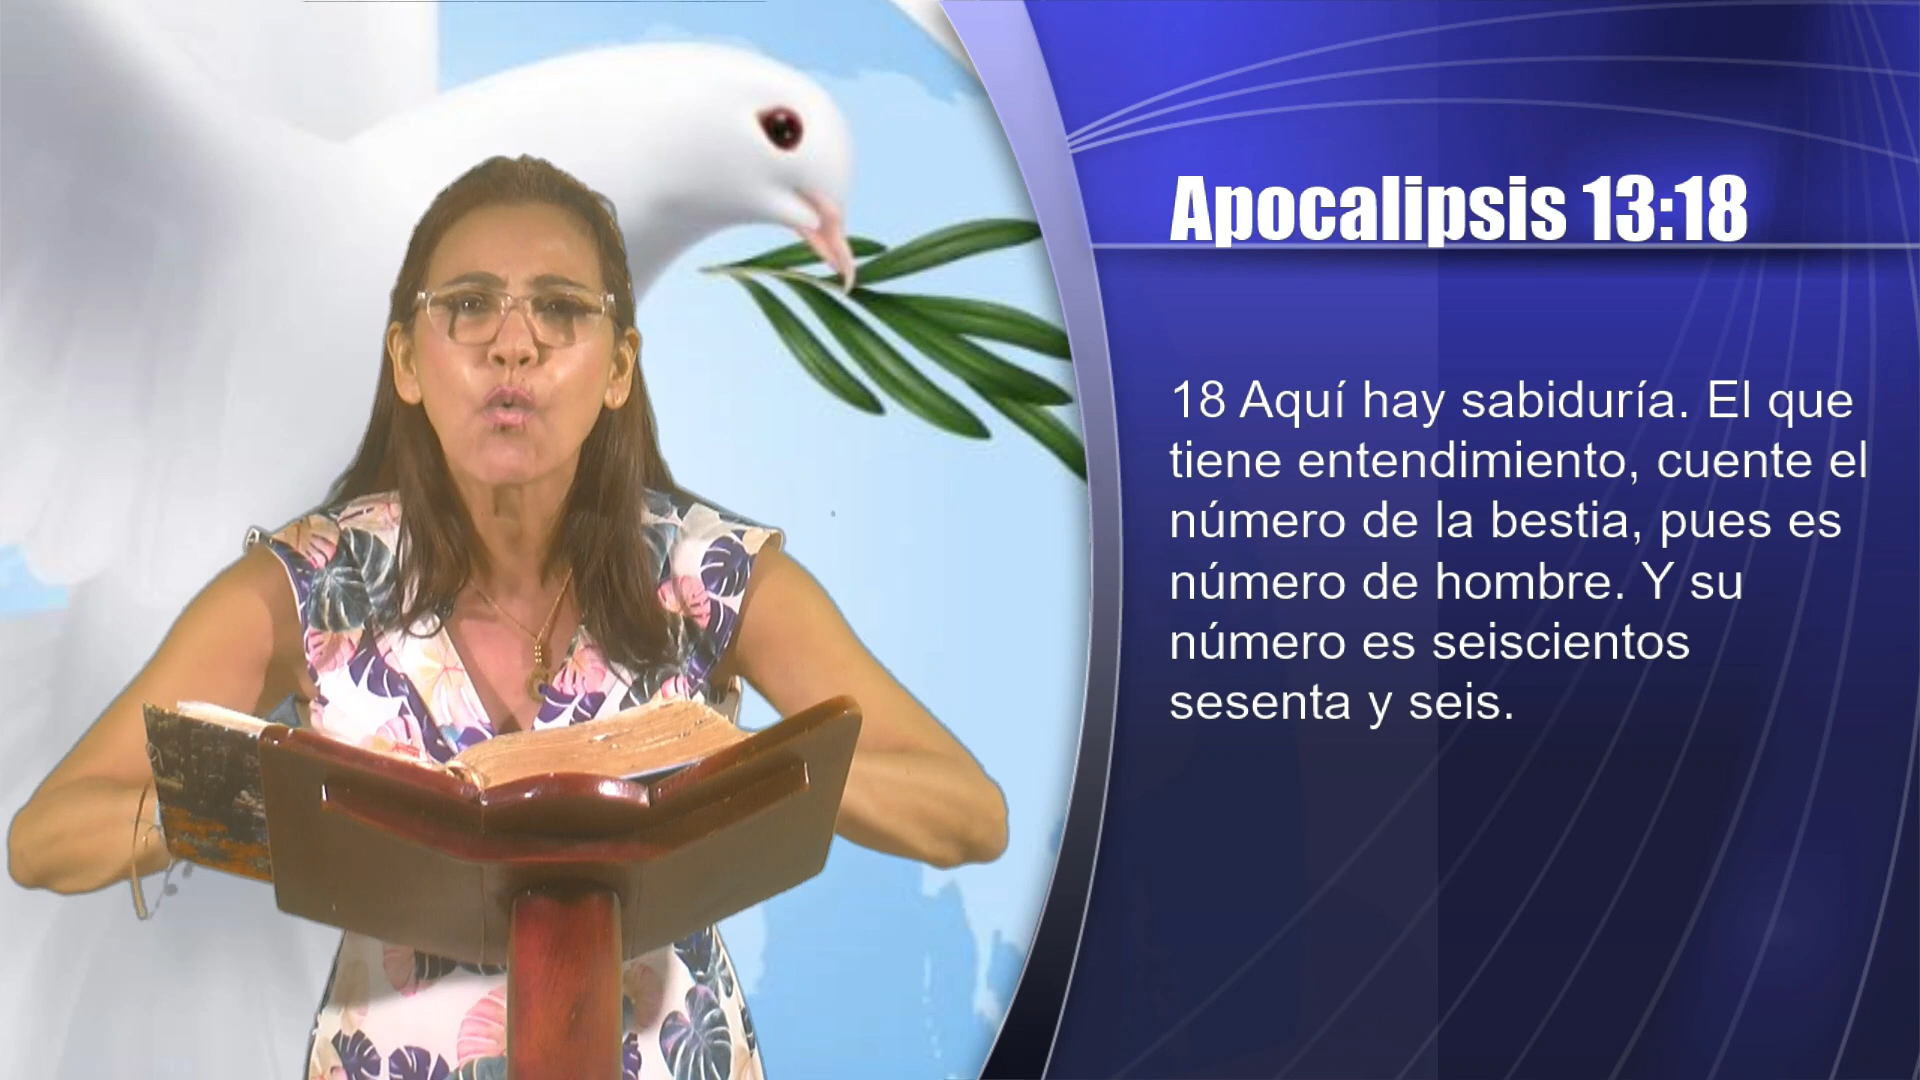 Apocalipsis 13:18
18 Aquí hay sabiduría. El que
tiene entendimiento, cuente el
número de la bestia, pues es
número de hombre. Y su
número es seiscientos
sesenta y seis.